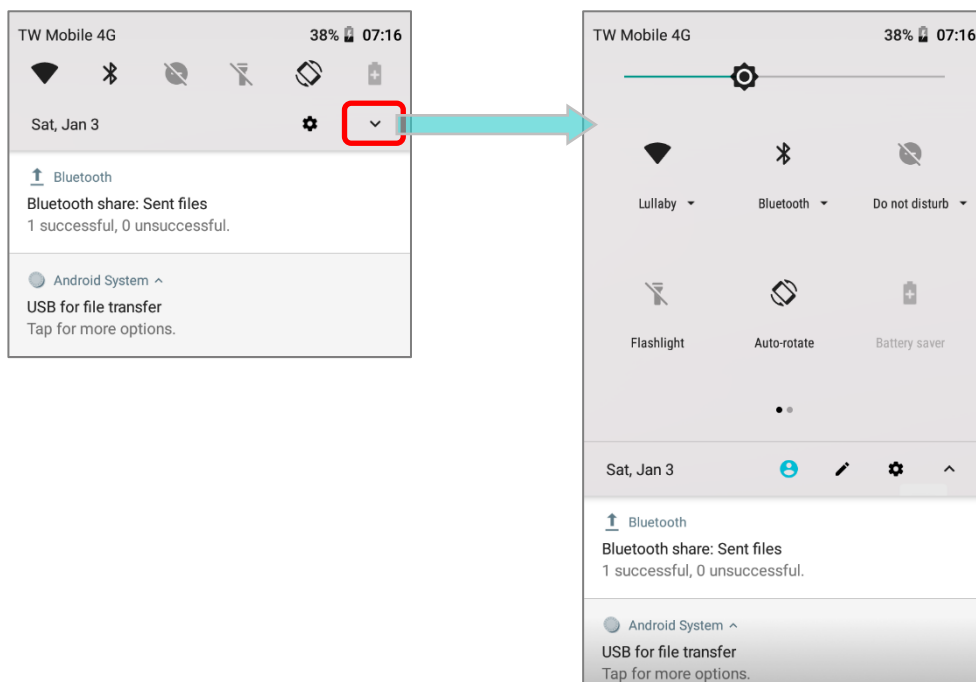 TW Mobile 4G 38% 07:16
Sat, Jan 3
Bluetooth
Bluetooth share: Sent files
1 successful, 0 unsuccessful.
Android System
USB for file transfer
Tap for more options.
TW Mobile 4G 38% 07:16
Lullaby Bluetooth Do not disturb
Flashlight Auto-rotate Battery saver
Sat, Jan 3
Bluetooth
Bluetooth share: Sent files
1 successful, 0 unsuccessful.
Android System
USB for file transfer
Tap for more options.